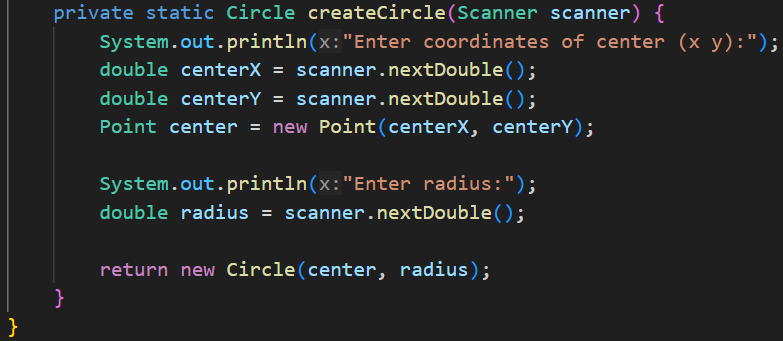 private static Circle createCircle(Scanner scanner) {
System.out.println(x:"Enter coordinates of center (x y):");
double centerX = scanner.nextDouble();
double centerY = scanner.nextDouble();
Point center = new Point(centerX, centerY);
System.out.println(x:"Enter radius:");
double radius = scanner.nextDouble();
return new Circle(center, radius);
}
}